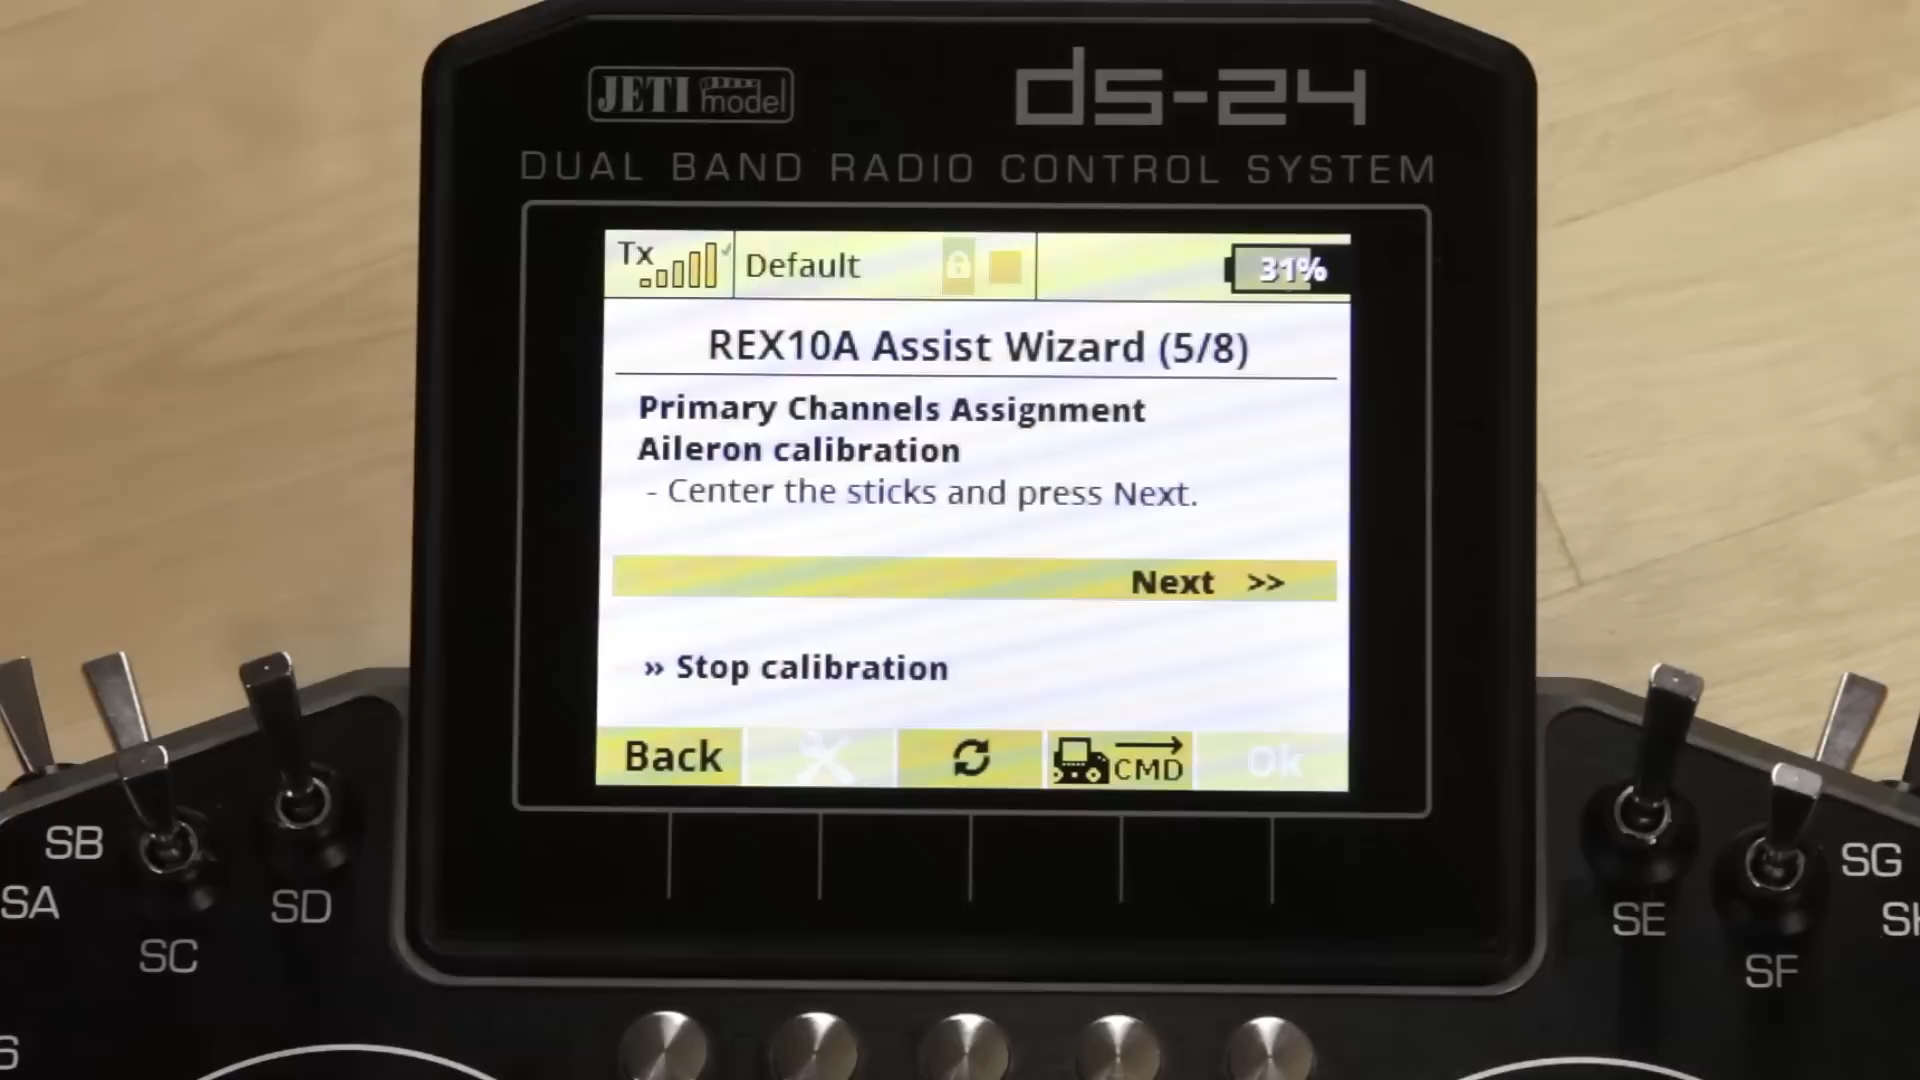 JETI model
ds-24
DUAL BAND RADIO CONTROL SYSTEM
Tx Default 31%
REX10A Assist Wizard (5/8)
Primary Channels Assignment
Aileron calibration
- Center the sticks and press Next.
Next >>
» Stop calibration
Back CMD Ok
SB
SA
SD
SC
SG
SE
SF